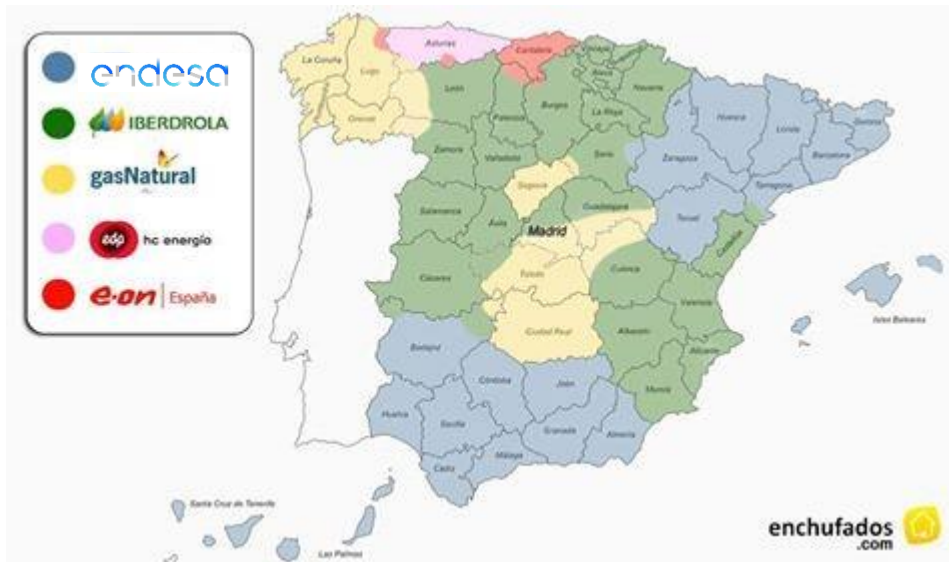 endesa
IBERDROLA
gasNatural
edp hc energía
e·on España
La Coruña
Lugo
Orense
Asturias
Cantabria
Vizcaya
Álava
Navarra
León
Palencia
Burgos
La Rioja
Zamora
Valladolid
Soria
Segovia
Salamanca
Ávila
Madrid
Guadalajara
Huesca
Zaragoza
Lérida
Gerona
Barcelona
Tarragona
Teruel
Castellón
Cáceres
Toledo
Cuenca
Valencia
Ciudad Real
Albacete
Alicante
Murcia
Islas Baleares
Badajoz
Córdoba
Jaén
Huelva
Sevilla
Granada
Almería
Málaga
Cádiz
Santa Cruz de Tenerife
Las Palmas
enchufados
.com